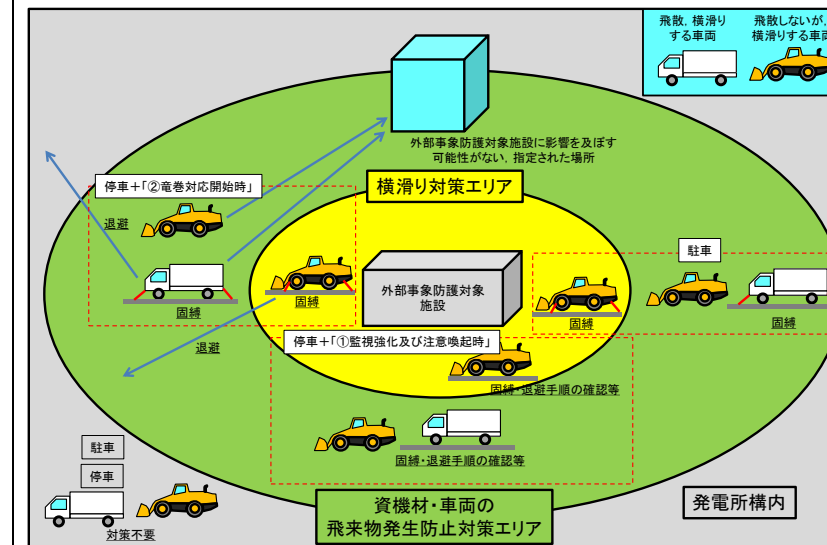 飛散，横滑り
する車両
飛散しないが，
横滑りする車両
外部事象防護対象施設に影響を及ぼす
可能性がない，指定された場所
停車＋「②竜巻対応開始時」
横滑り対策エリア
退避
駐車
外部事象防護対象
施設
固縛
固縛
固縛
固縛
退避
停車＋「①監視強化及び注意喚起時」
固縛・退避手順の確認等
固縛・退避手順の確認等
駐車
停車
対策不要
資機材・車両の
飛来物発生防止対策エリア
発電所構内